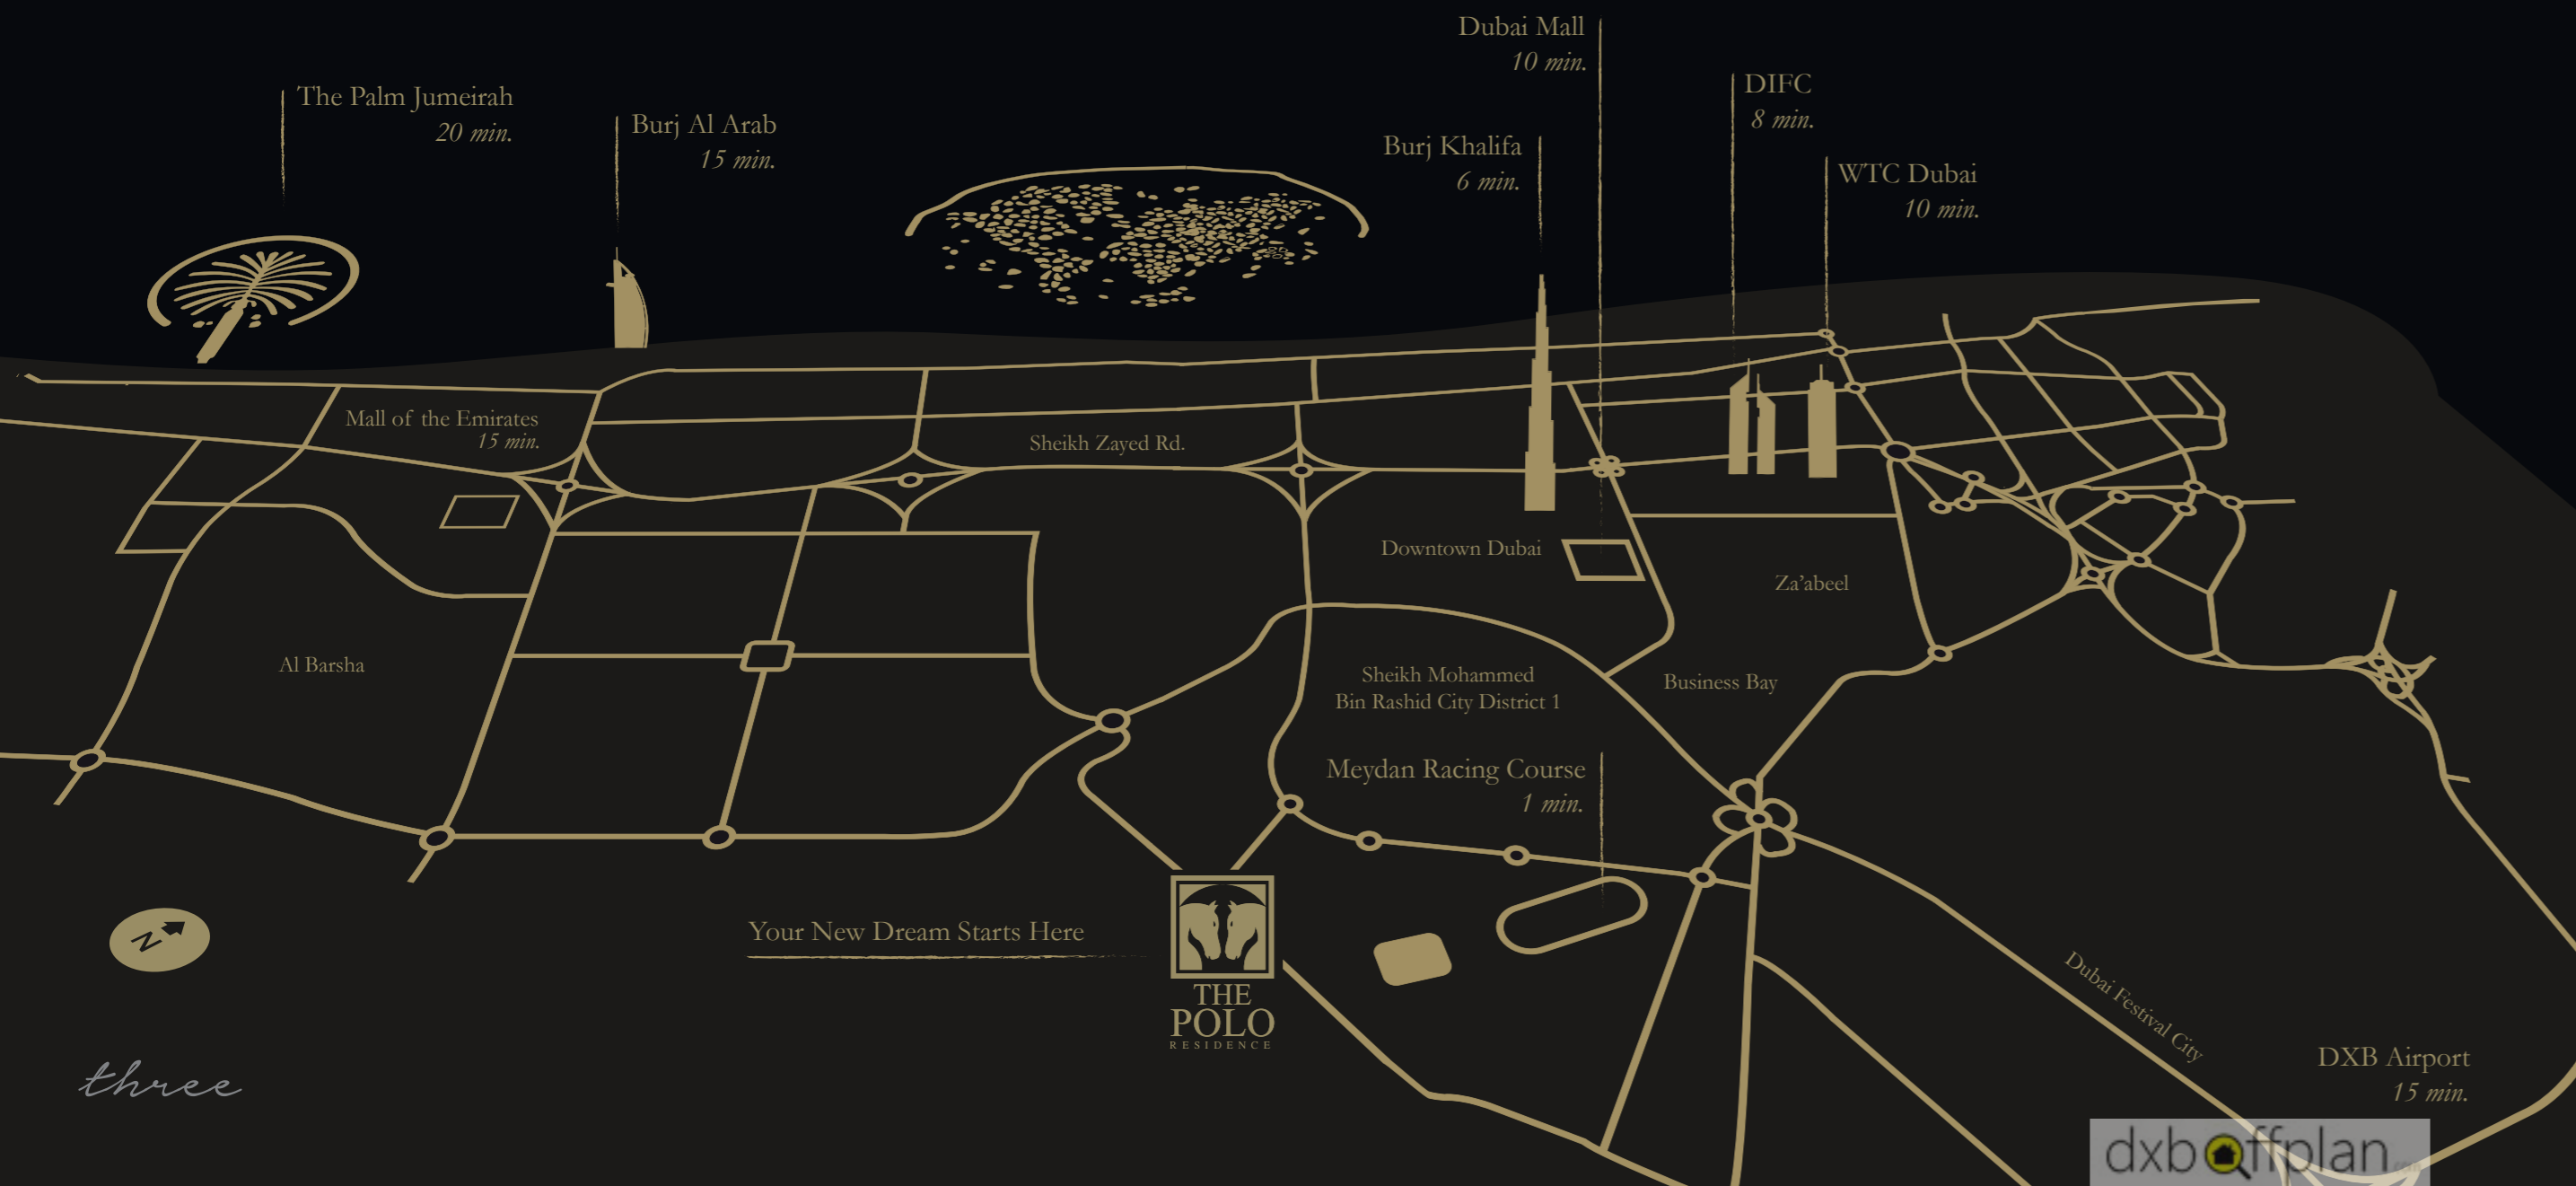 Dubai Mall
10 min.
The Palm Jumeirah
20 min.
Burj Al Arab
15 min.
Burj Khalifa
6 min.
DIFC
8 min.
WTC Dubai
10 min.
Mall of the Emirates
15 min.
Sheikh Zayed Rd.
Downtown Dubai
Za'abeel
Al Barsha
Sheikh Mohammed
Bin Rashid City District 1
Business Bay
Meydan Racing Course
1 min.
N
Your New Dream Starts Here
THE
POLO
RESIDENCE
Dubai Festival City
DXB Airport
15 min.
three
dxboffplan